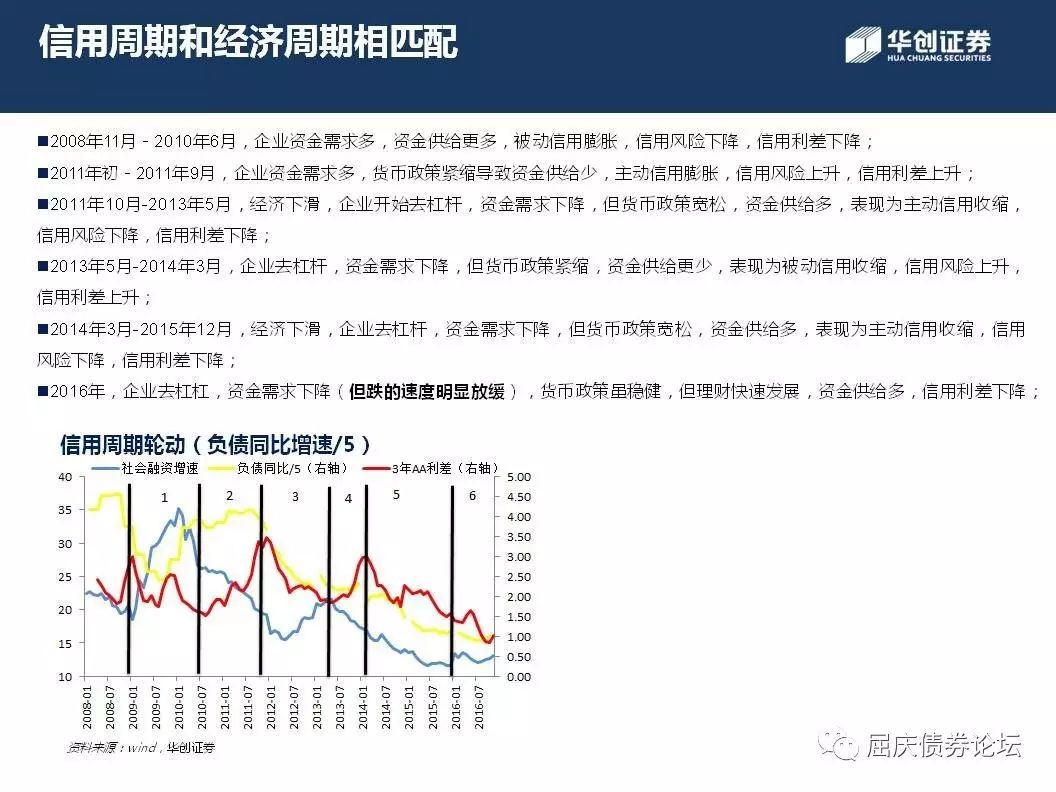 信用周期和经济周期相匹配
华创证券
HUA CHUANG SECURITIES
■2008年11月－2010年6月，企业资金需求多，资金供给更多，被动信用膨胀，信用风险下降，信用利差下降；
■2011年初－2011年9月，企业资金需求多，货币政策紧缩导致资金供给少，主动信用膨胀，信用风险上升，信用利差上升；
■2011年10月-2013年5月，经济下滑，企业开始去杠杆，资金需求下降，但货币政策宽松，资金供给多，表现为主动信用收缩，
信用风险下降，信用利差下降；
■2013年5月-2014年3月，企业去杠杆，资金需求下降，但货币政策紧缩，资金供给更少，表现为被动信用收缩，信用风险上升，
信用利差上升；
■2014年3月-2015年12月，经济下滑，企业去杠杆，资金需求下降，但货币政策宽松，资金供给多，表现为主动信用收缩，信用
风险下降，信用利差下降；
■2016年，企业去杠杠，资金需求下降（但跌的速度明显放缓），货币政策虽稳健，但理财快速发展，资金供给多，信用利差下降；
信用周期轮动（负债同比增速/5）
社会融资增速 负债同比/5（右轴） 3年AA利差（右轴）
40 5.00
1 2 3 4 5 6
4.50
35 4.00
3.50
30 3.00
25 2.50
20 2.00
1.50
15 1.00
0.50
10 0.00
2008-01 2008-07 2009-01 2009-07 2010-01 2010-07 2011-01 2011-07 2012-01 2012-07 2013-01 2013-07 2014-01 2014-07 2015-01 2015-07 2016-01 2016-07
资料来源：wind，华创证券
屈庆债券论坛